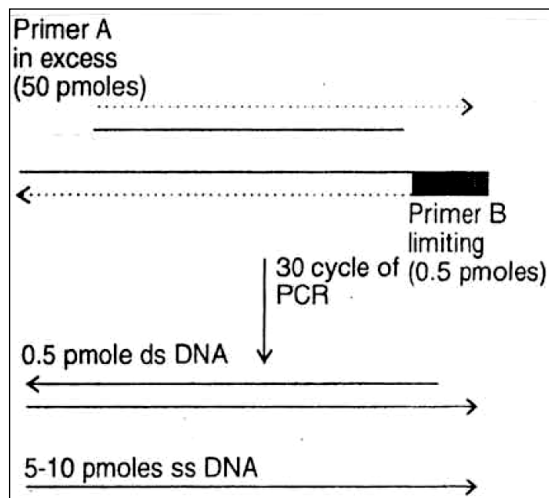 Primer A
in excess
(50 pmoles)
Primer B
limiting
(0.5 pmoles)
30 cycle of
PCR
0.5 pmole ds DNA
5-10 pmoles ss DNA